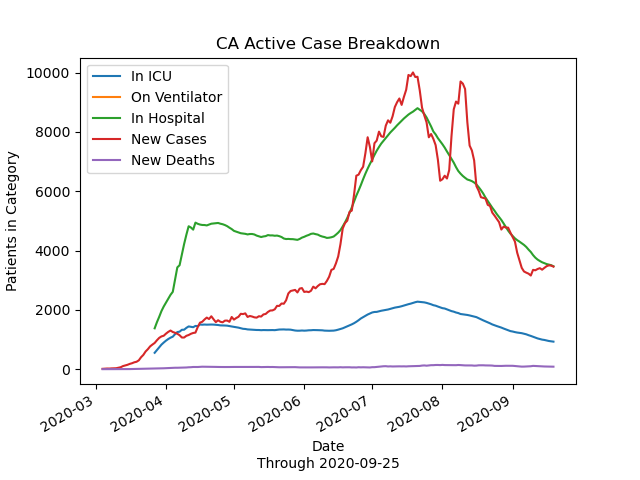 CA Active Case Breakdown
In ICU
On Ventilator
In Hospital
New Cases
New Deaths
Patients in Category
10000
8000
6000
4000
2000
0
2020-03
2020-04
2020-05
2020-06
2020-07
2020-08
2020-09
Date
Through 2020-09-25